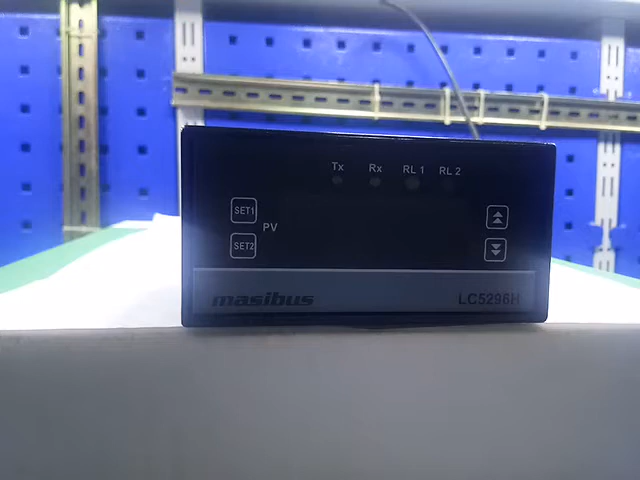 Tx Rx RL 1 RL 2
SET1
PV
SET2
masibus LC5296H